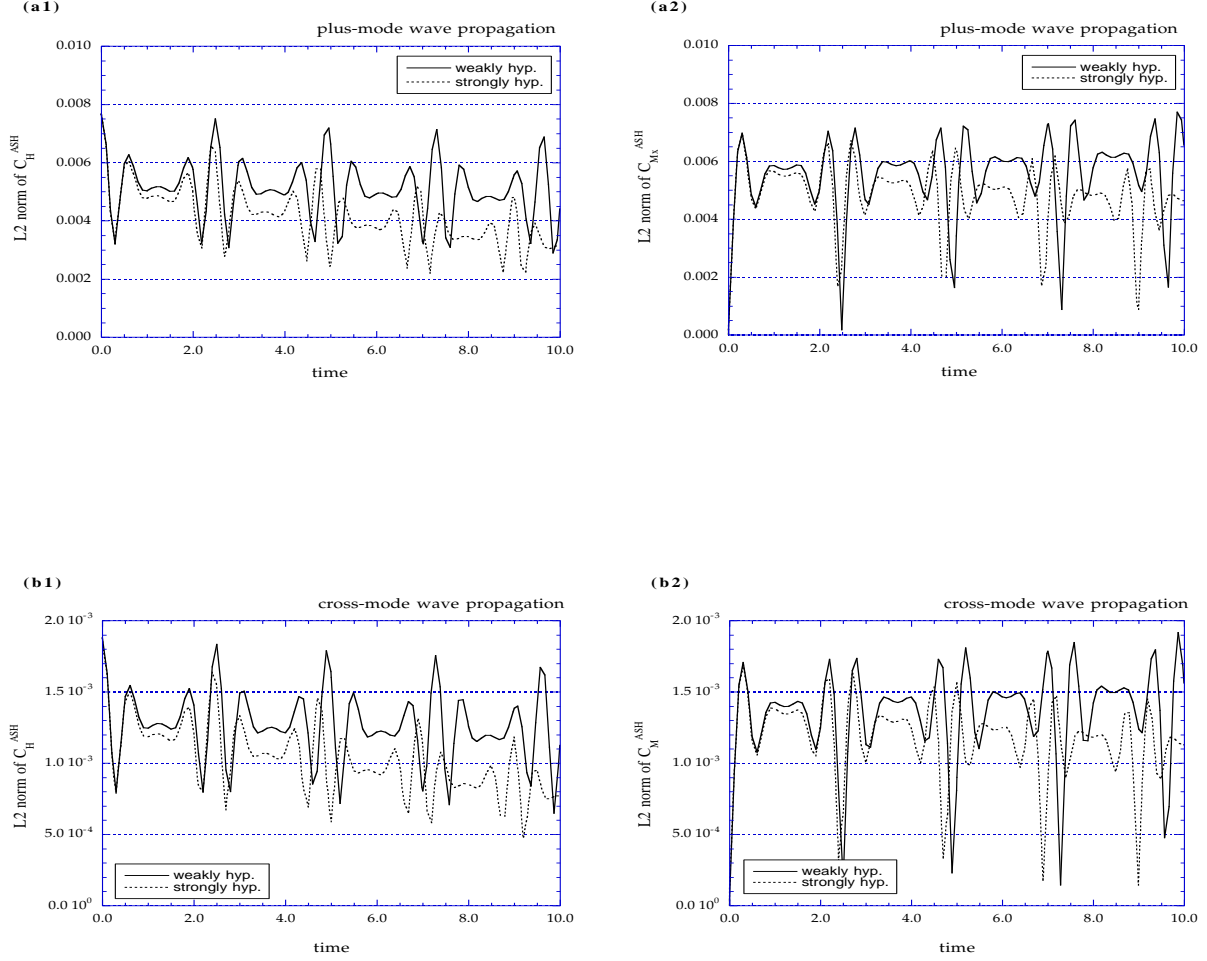 (a1)
plus-mode wave propagation
0.010
0.008
0.006
0.004
0.002
0.000
L2 norm of C_H^ASH
weakly hyp.
strongly hyp.
0.0 2.0 4.0 6.0 8.0 10.0
time
(a2)
plus-mode wave propagation
0.010
0.008
0.006
0.004
0.002
0.000
L2 norm of C_Mx^ASH
weakly hyp.
strongly hyp.
0.0 2.0 4.0 6.0 8.0 10.0
time
(b1)
cross-mode wave propagation
2.0 10^-3
1.5 10^-3
1.0 10^-3
5.0 10^-4
0.0 10^0
L2 norm of C_H^ASH
weakly hyp.
strongly hyp.
0.0 2.0 4.0 6.0 8.0 10.0
time
(b2)
cross-mode wave propagation
2.0 10^-3
1.5 10^-3
1.0 10^-3
5.0 10^-4
0.0 10^0
L2 norm of C_M^ASH
weakly hyp.
strongly hyp.
0.0 2.0 4.0 6.0 8.0 10.0
time